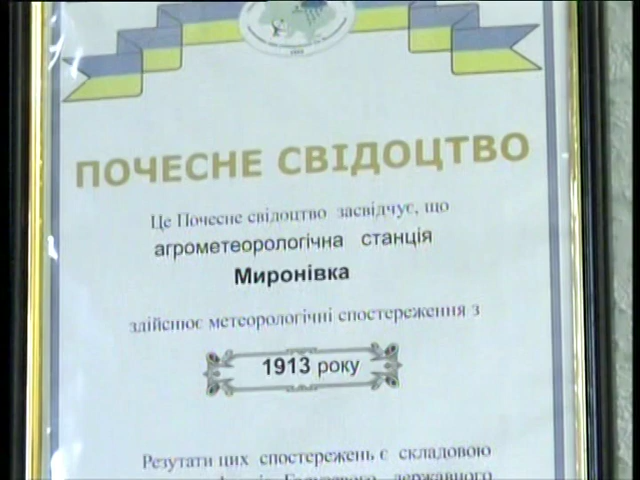 ПОЧЕСНЕ СВІДОЦТВО
Це Почесне свідоцтво засвідчує, що
агрометеорологічна станція
Миронівка
здійснює метеорологічні спостереження з
1913 року
Резутати цих спостережень є складовою
державного